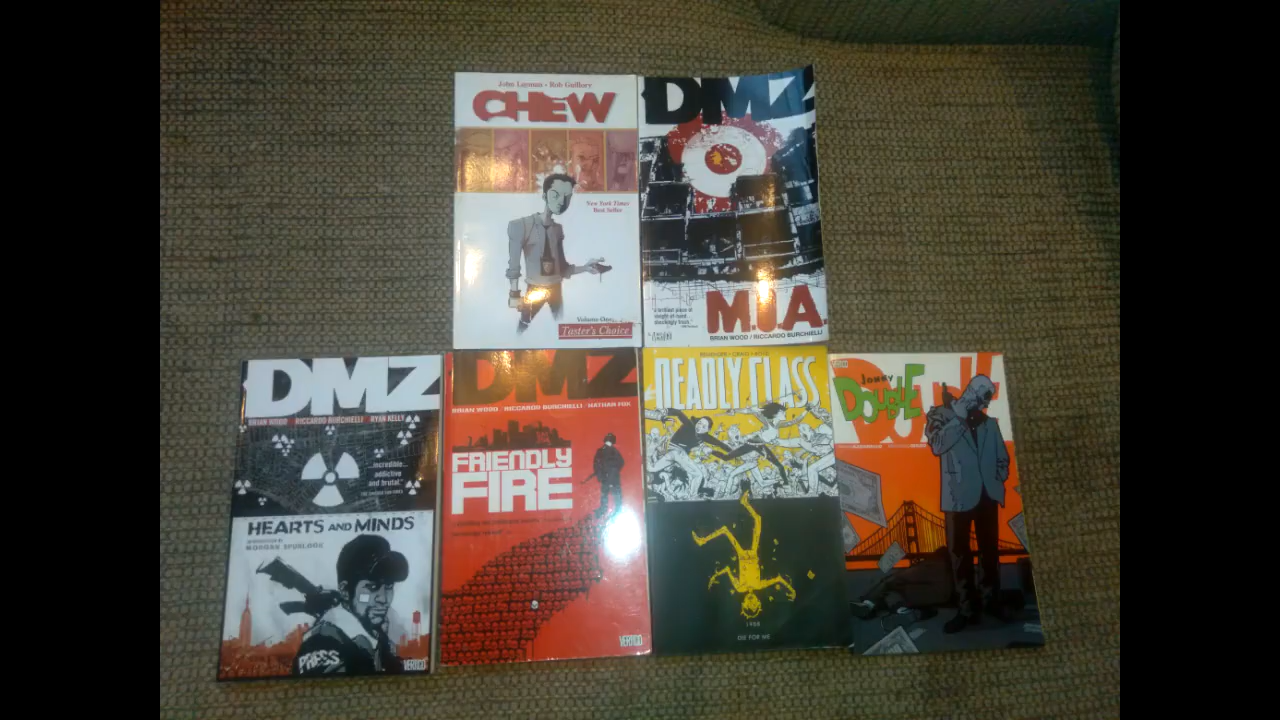 John Layman • Rob Guillory
CHEW
New York Times
Best Seller
Volume One:
Taster's Choice
DMZ
M.I.A.
BRIAN WOOD / RICCARDO BURCHIELLI
DMZ
BRIAN WOOD RICCARDO BURCHIELLI RYAN KELLY
"...incredible...
addictive
and brutal."
HEARTS AND MINDS
INTRODUCTION BY
MORGAN SPURLOCK
PRESS
VERTIGO
DMZ
BRIAN WOOD / RICCARDO BURCHIELLI / NATHAN FOX
FRIENDLY
FIRE
VERTIGO
DEADLY CLASS
1988
DIE FOR ME
JONNY
DOUBLE